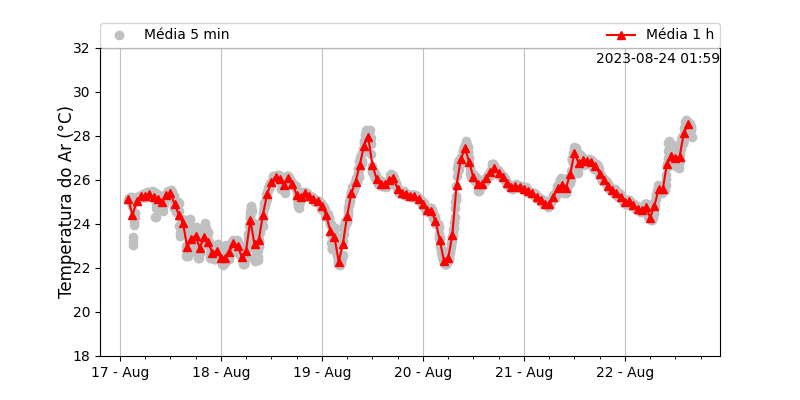 Média 5 min
Média 1 h
2023-08-24 01:59
Temperatura do Ar (°C)
32
30
28
26
24
22
20
18
17 - Aug
18 - Aug
19 - Aug
20 - Aug
21 - Aug
22 - Aug